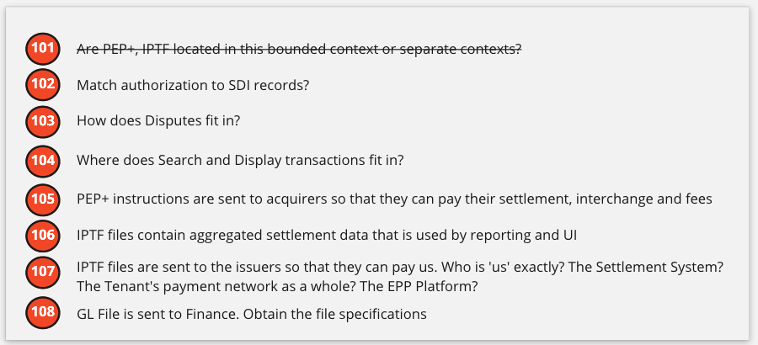 101 Are PEP+, IPTF located in this bounded context or separate contexts?
102 Match authorization to SDI records?
103 How does Disputes fit in?
104 Where does Search and Display transactions fit in?
105 PEP+ instructions are sent to acquirers so that they can pay their settlement, interchange and fees
106 IPTF files contain aggregated settlement data that is used by reporting and UI
107 IPTF files are sent to the issuers so that they can pay us. Who is 'us' exactly? The Settlement System?
The Tenant's payment network as a whole? The EPP Platform?
108 GL File is sent to Finance. Obtain the file specifications